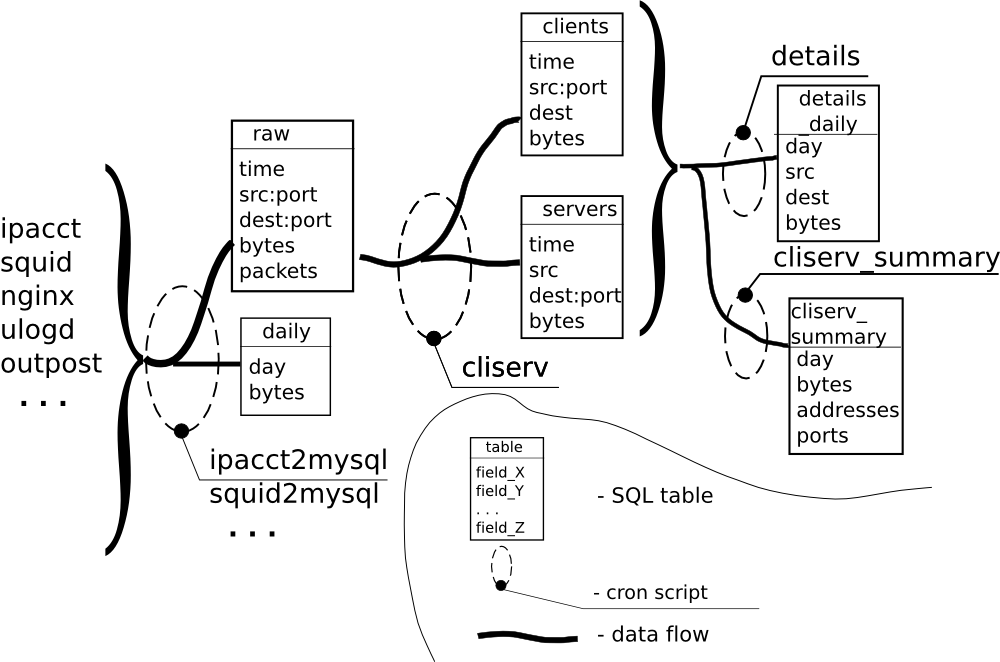 ipacct
squid
nginx
ulogd
outpost
...
raw
time
src:port
dest:port
bytes
packets
daily
day
bytes
ipacct2mysql
squid2mysql
...
clients
time
src:port
dest
bytes
servers
time
src
dest:port
bytes
cliserv
details
details
_daily
day
src
dest
bytes
cliserv_summary
cliserv_
summary
day
bytes
addresses
ports
table
field_X
field_Y
...
field_Z
- SQL table
- cron script
- data flow